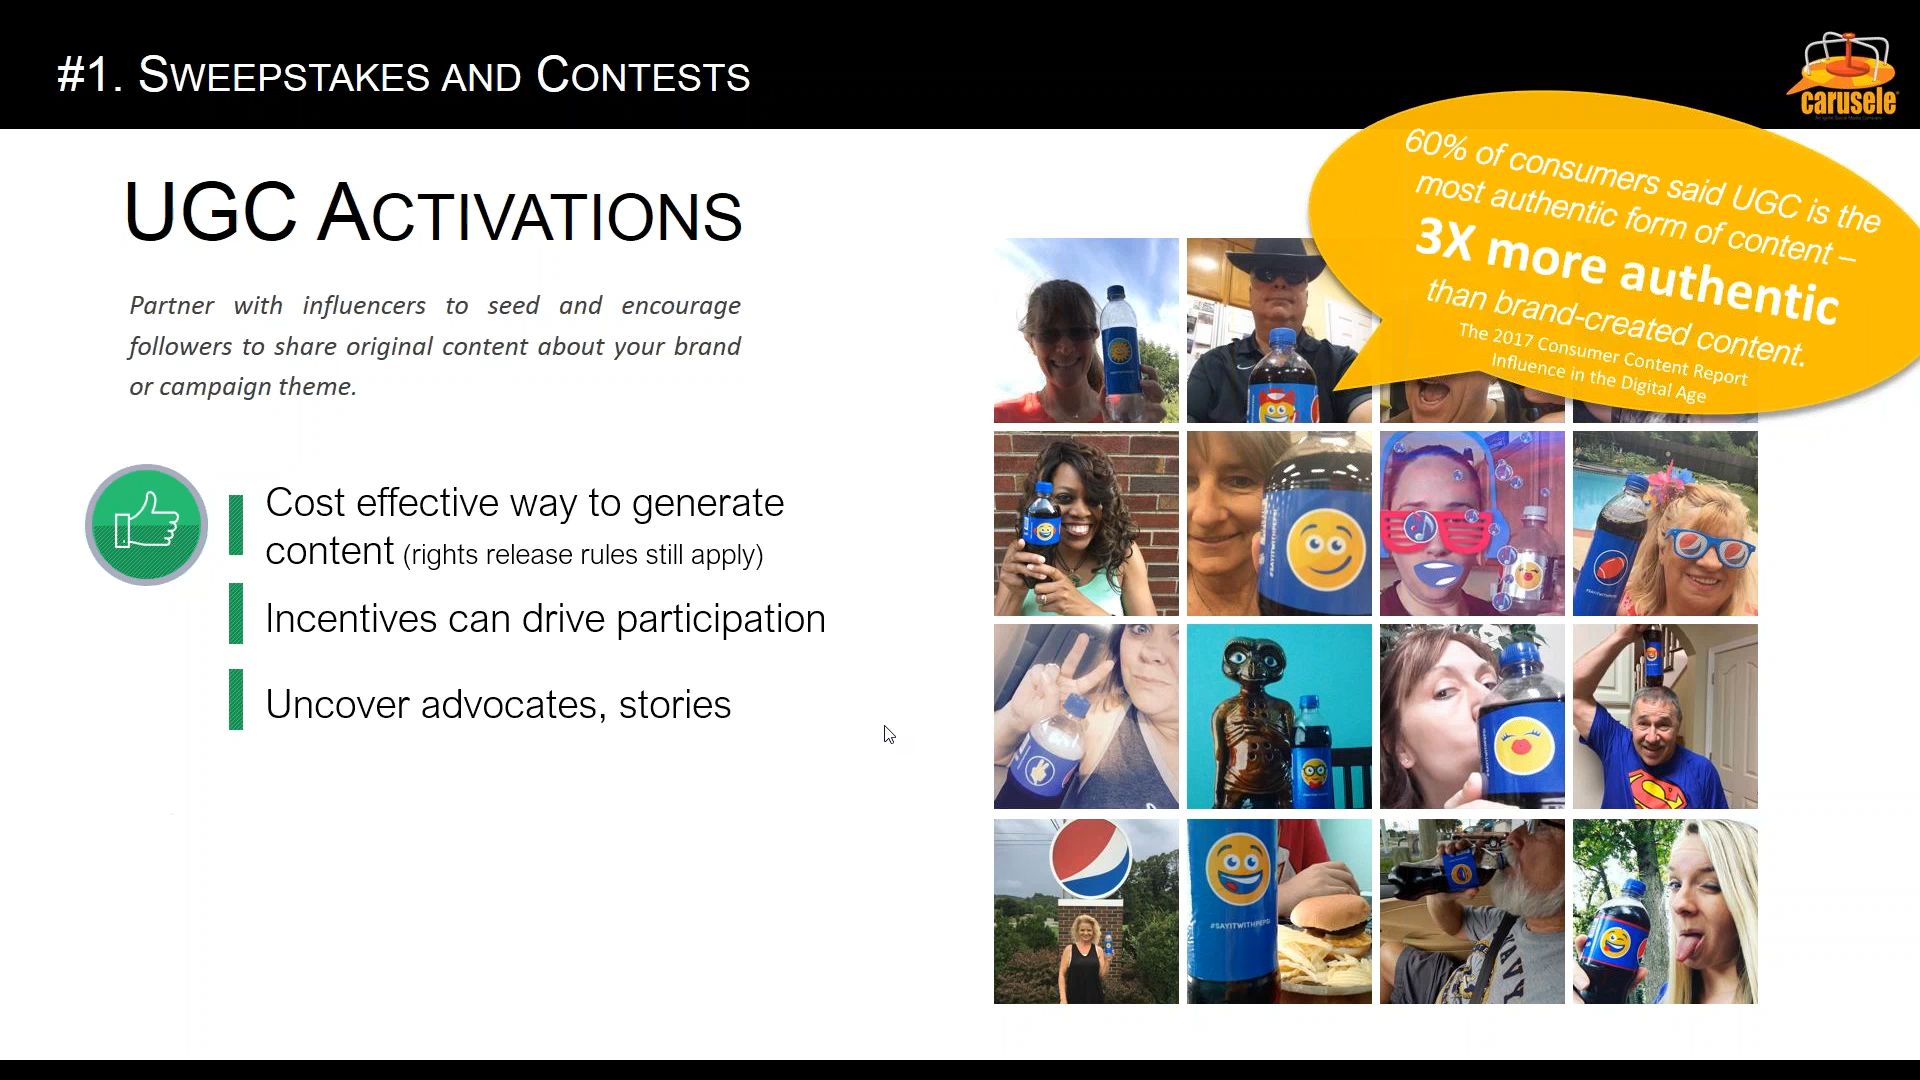 #1. SWEEPSTAKES AND CONTESTS
carusele
UGC ACTIVATIONS
Partner with influencers to seed and encourage
followers to share original content about your brand
or campaign theme.
Cost effective way to generate
content (rights release rules still apply)
Incentives can drive participation
Uncover advocates, stories
60% of consumers said UGC is the
most authentic form of content –
3X more authentic
than brand-created content.
The 2017 Consumer Content Report
Influence in the Digital Age
#SAYITWITHPEPSI
NAVY